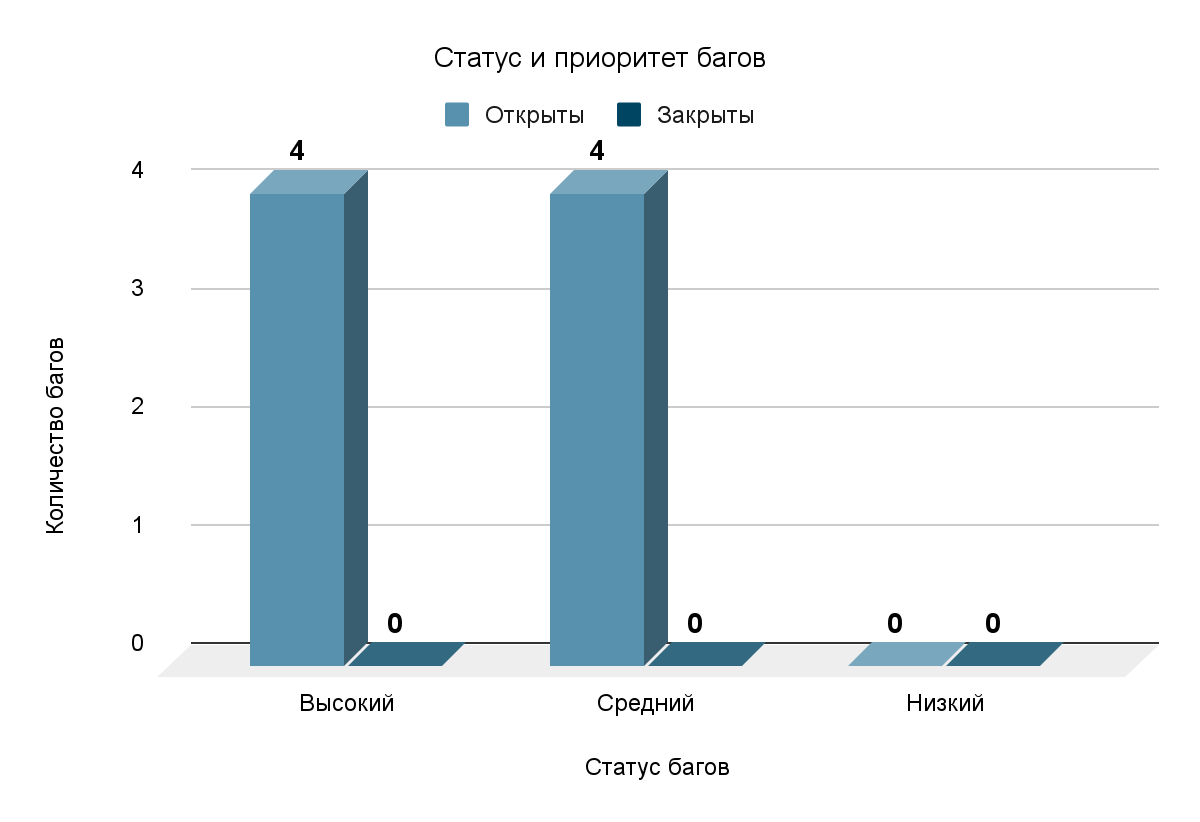 Статус и приоритет багов
Открыты Закрыты
4 4
4
3
2
1
0 0 0 0
0
Количество багов
Высокий Средний Низкий
Статус багов